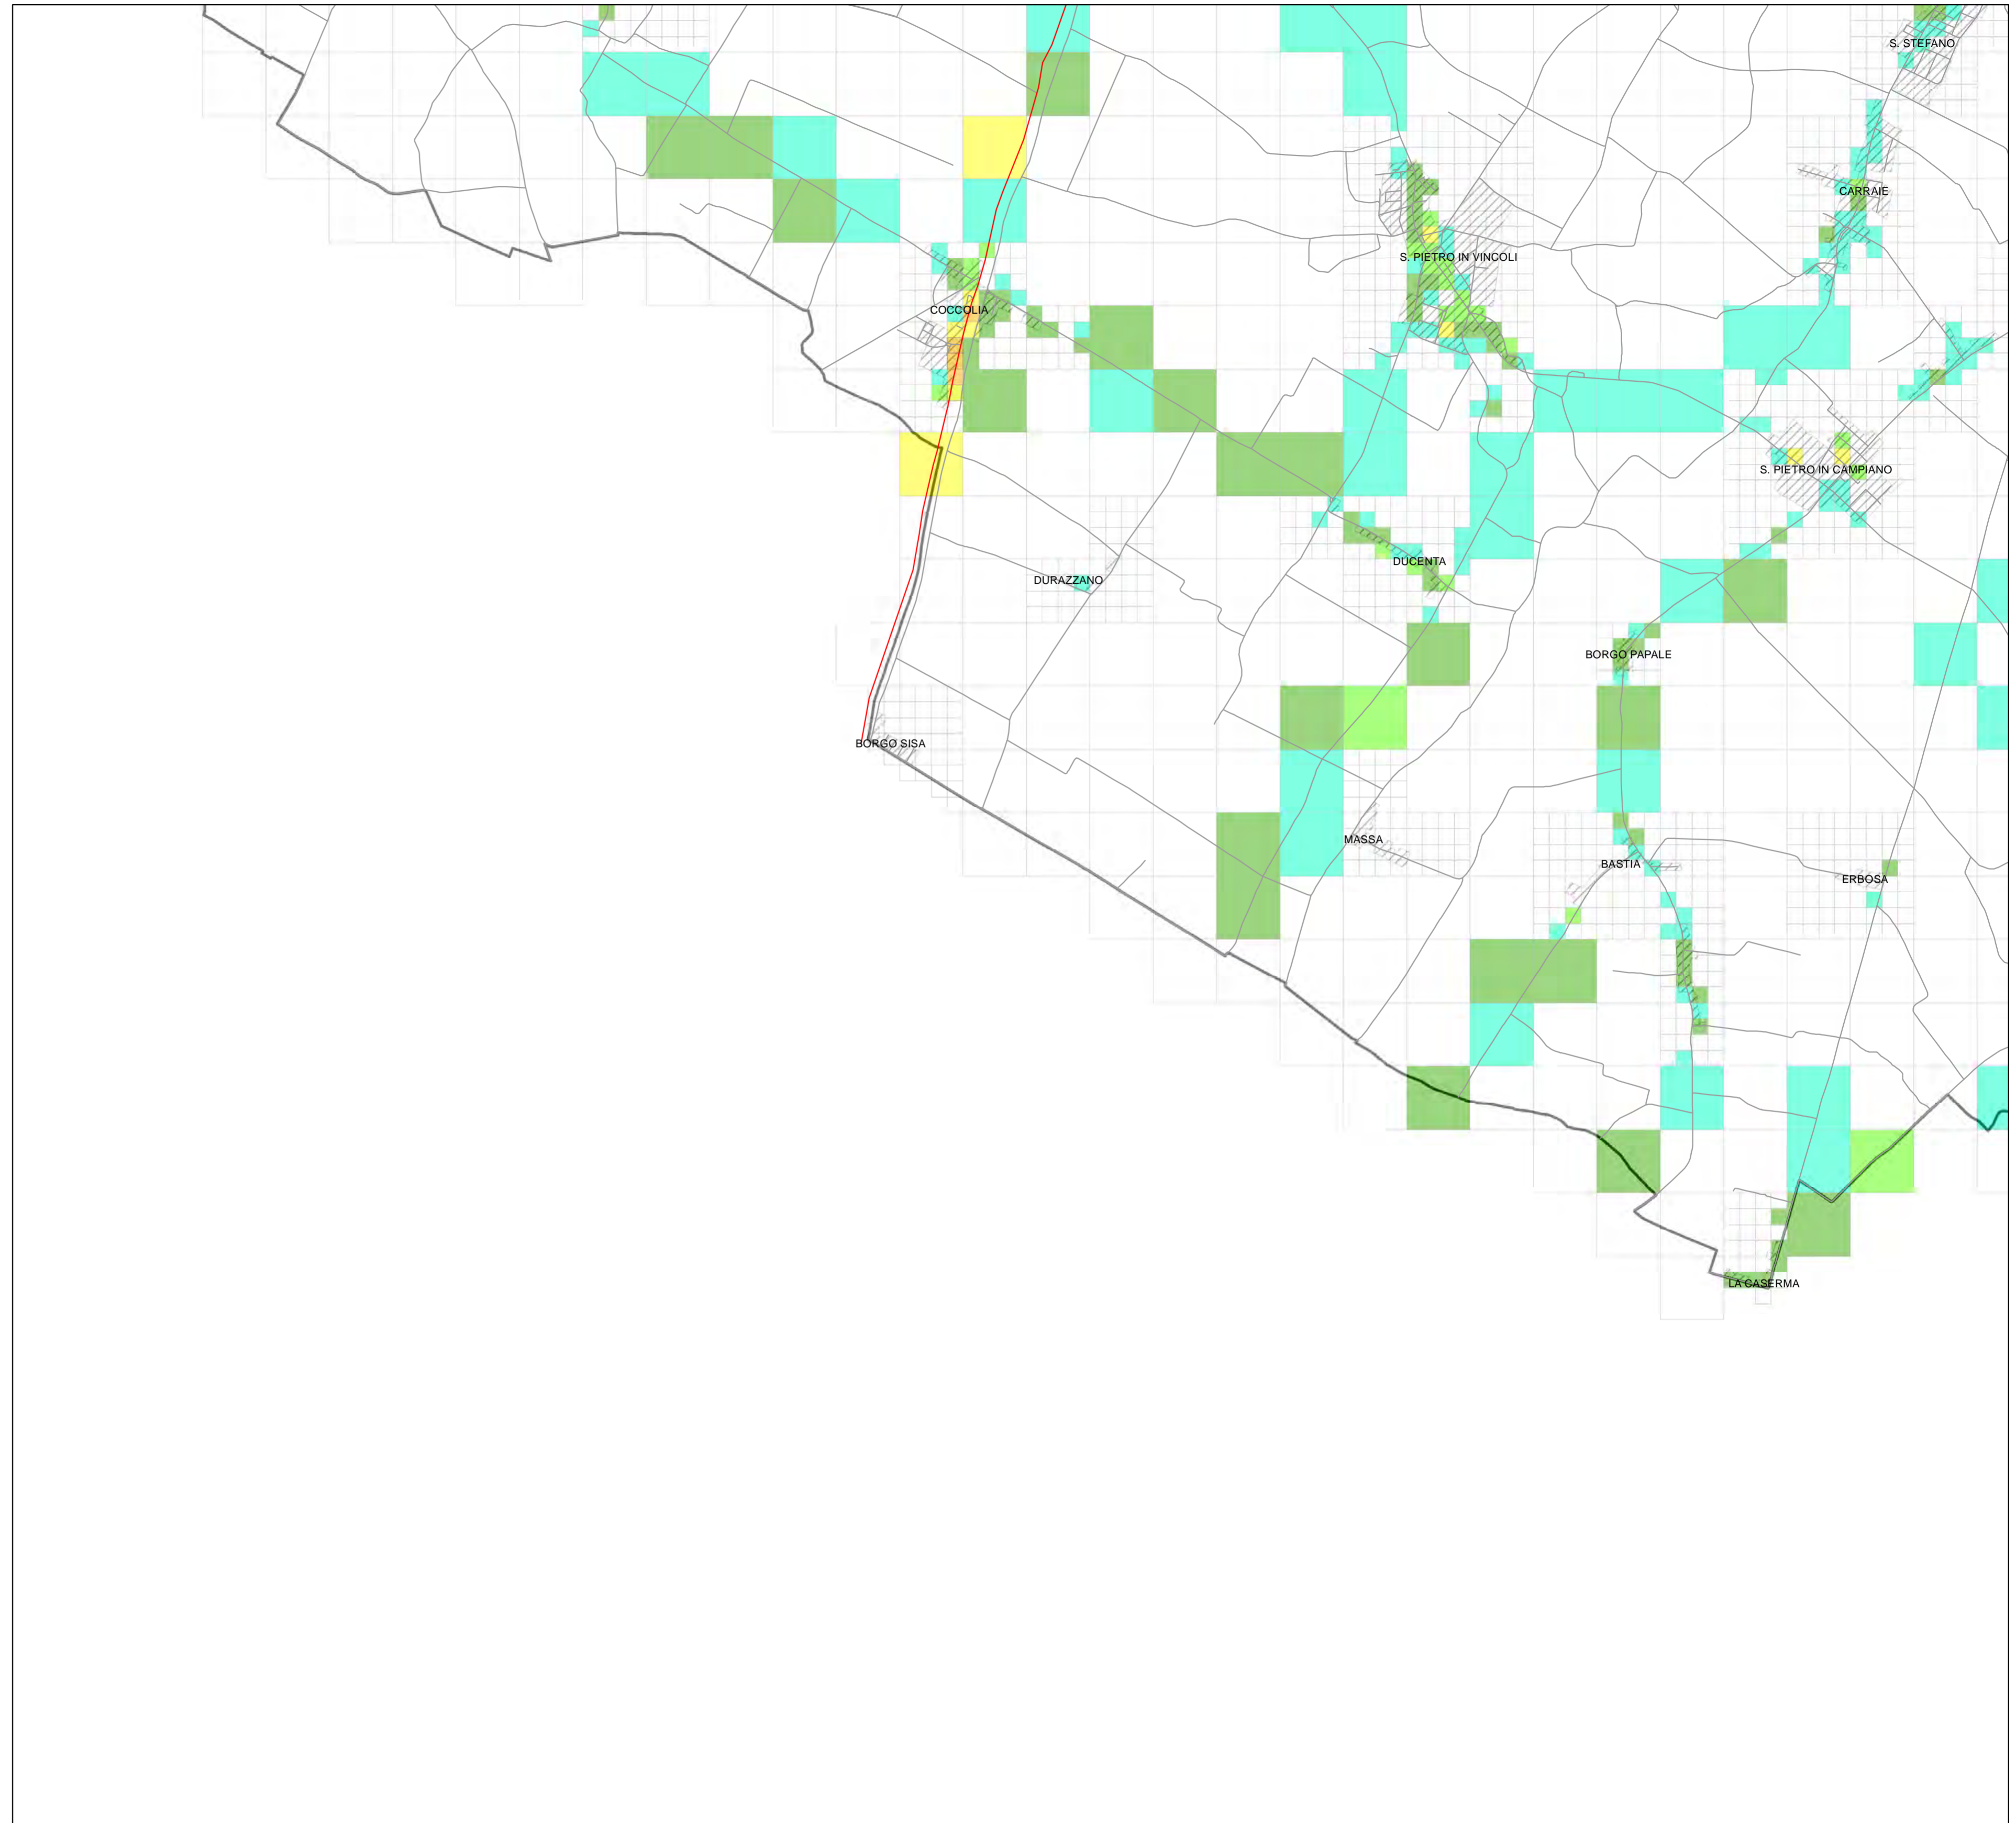 S. STEFANO
CARRAIE
S. PIETRO IN VINCOLI
COCCOLIA
S. PIETRO IN CAMPIANO
DUCENTA
DURAZZANO
BORGO PAPALE
BORGO SISA
MASSA
BASTIA
ERBOSA
LA CASERMA